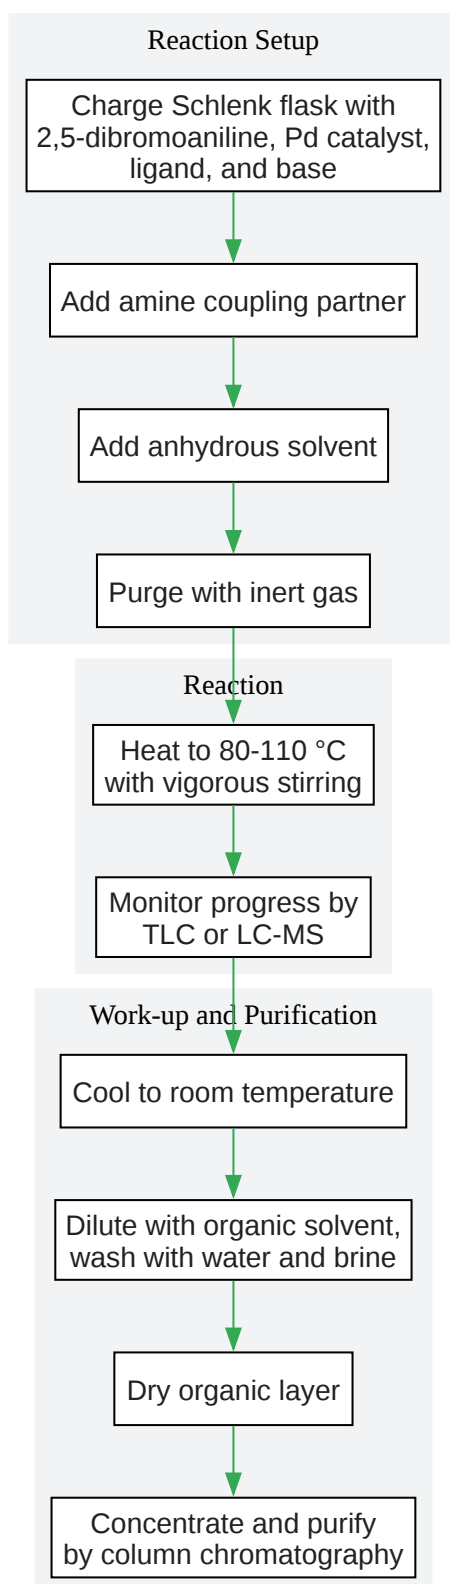 Reaction Setup
Charge Schlenk flask with
2,5-dibromoaniline, Pd catalyst,
ligand, and base
Add amine coupling partner
Add anhydrous solvent
Purge with inert gas
Reaction
Heat to 80-110 °C
with vigorous stirring
Monitor progress by
TLC or LC-MS
Work-up and Purification
Cool to room temperature
Dilute with organic solvent,
wash with water and brine
Dry organic layer
Concentrate and purify
by column chromatography